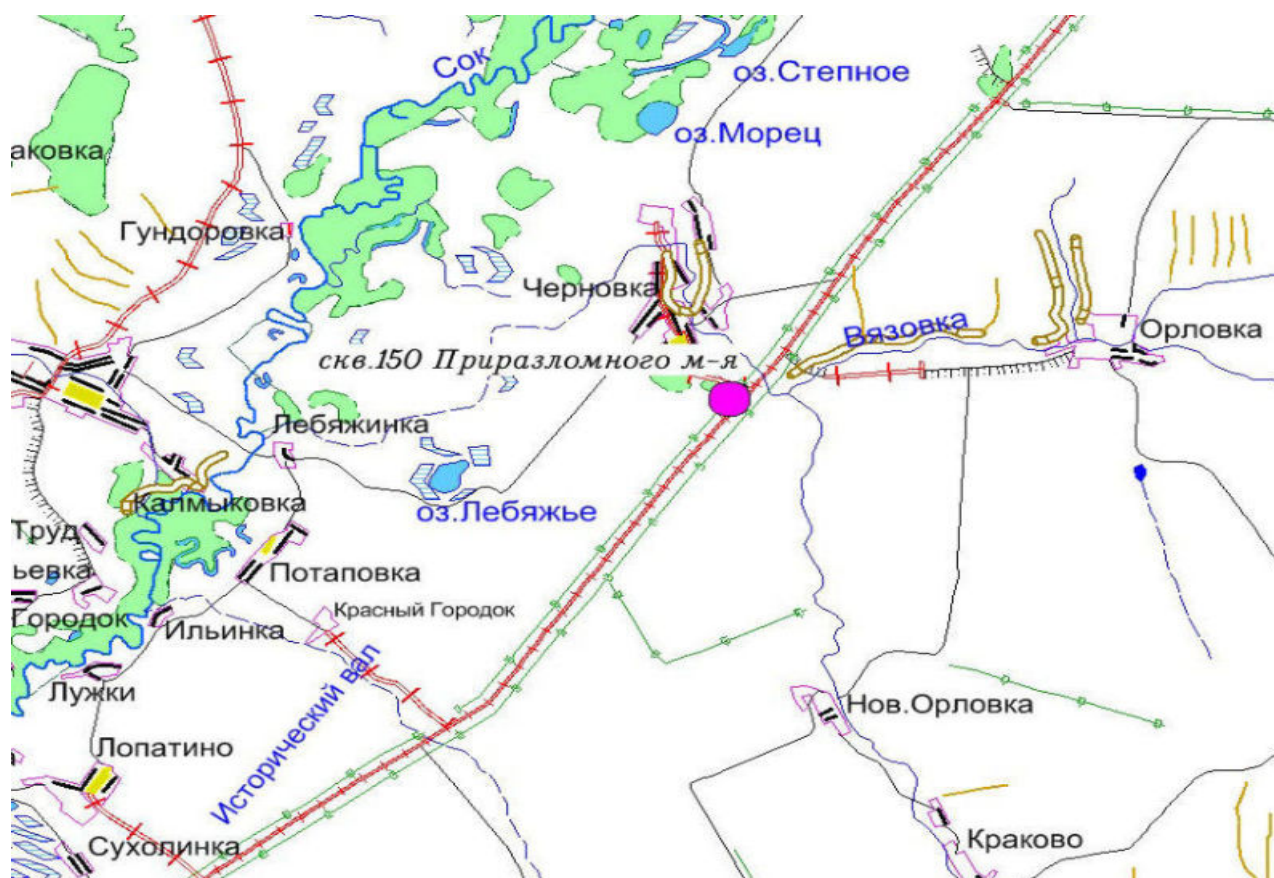 Сок
оз.Степное
оз.Морец
аковка
Гундоровка
Черновка
Вязовка
Орловка
скв.150 Приразломного м-я
Лебяжинка
Калмыковка
оз.Лебяжье
Труд
ьевка
Потаповка
Красный Городок
Городок
Ильинка
Исторический вал
Лужки
Нов.Орловка
Лопатино
Сухолинка
Краково